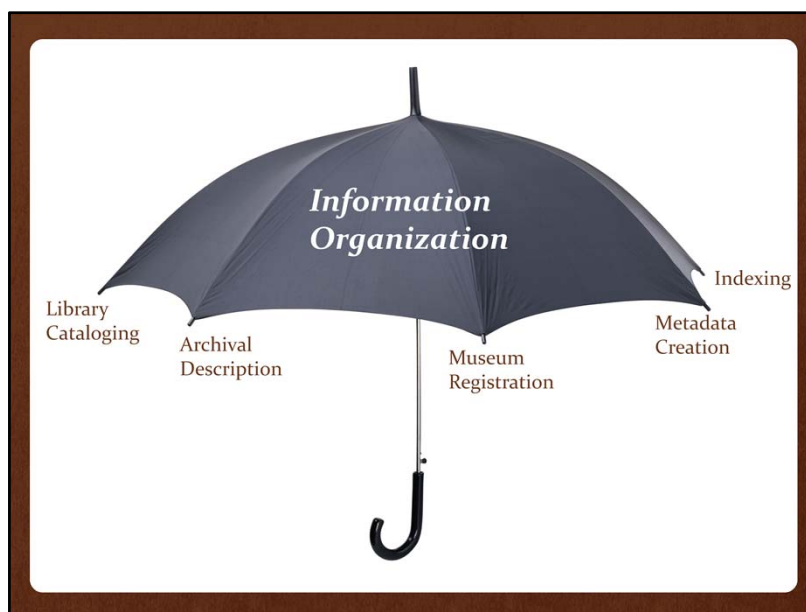 Information
Organization
Library
Cataloging
Archival
Description
Museum
Registration
Metadata
Creation
Indexing